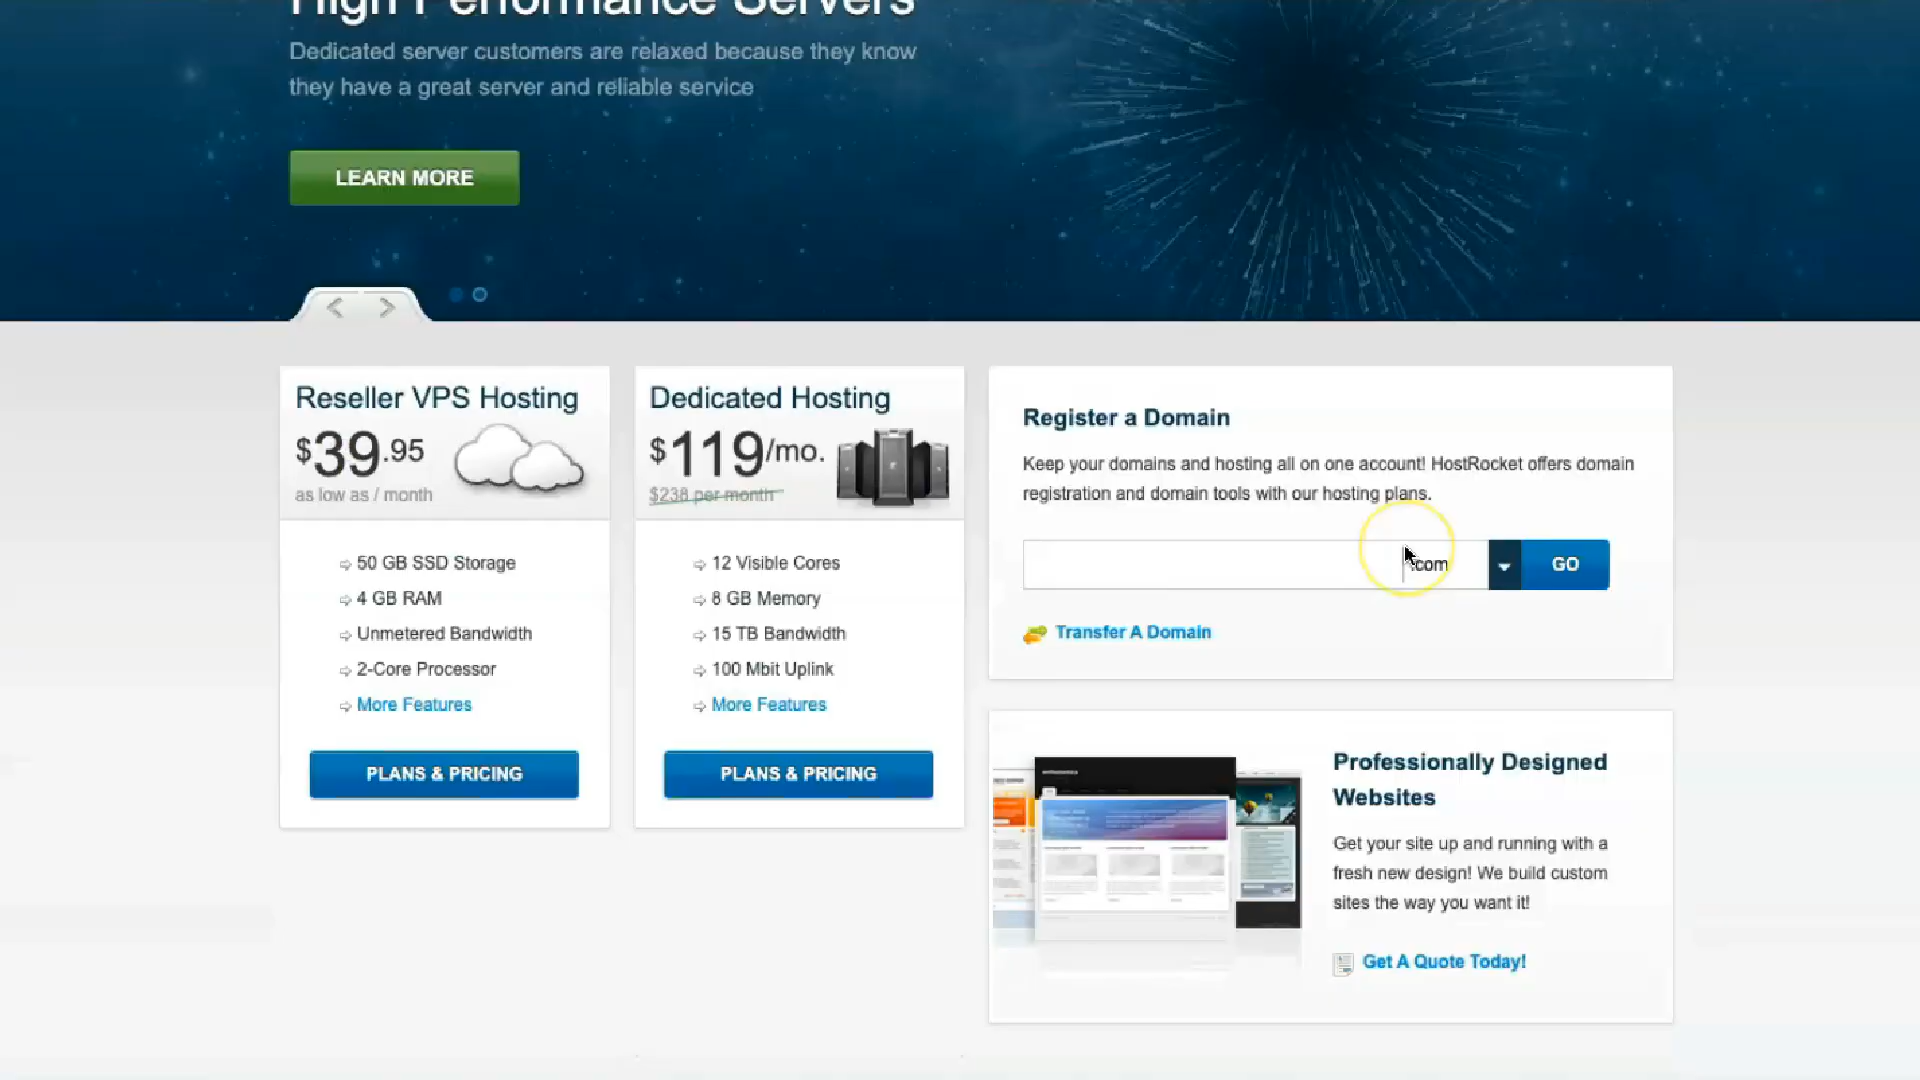 High Performance Servers
Dedicated server customers are relaxed because they know
they have a great server and reliable service
LEARN MORE
Reseller VPS Hosting
$39.95
as low as / month
50 GB SSD Storage
4 GB RAM
Unmetered Bandwidth
2-Core Processor
More Features
PLANS & PRICING
Dedicated Hosting
$119/mo.
$238 per month
12 Visible Cores
8 GB Memory
15 TB Bandwidth
100 Mbit Uplink
More Features
PLANS & PRICING
Register a Domain
Keep your domains and hosting all on one account! HostRocket offers domain
registration and domain tools with our hosting plans.
.com
GO
Transfer A Domain
Professionally Designed
Websites
Get your site up and running with a
fresh new design! We build custom
sites the way you want it!
Get A Quote Today!